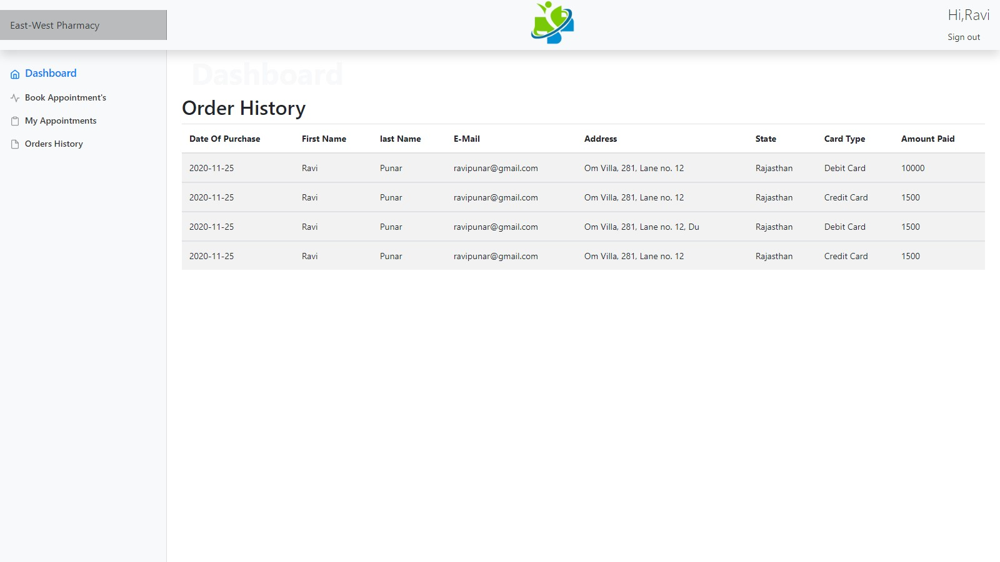 East-West Pharmacy
Hi,Ravi
Sign out
Dashboard
Book Appointment's
My Appointments
Orders History
Dashboard
Order History
Date Of Purchase First Name last Name E-Mail Address State Card Type Amount Paid
2020-11-25 Ravi Punar ravipunar@gmail.com Om Villa, 281, Lane no. 12 Rajasthan Debit Card 10000
2020-11-25 Ravi Punar ravipunar@gmail.com Om Villa, 281, Lane no. 12 Rajasthan Credit Card 1500
2020-11-25 Ravi Punar ravipunar@gmail.com Om Villa, 281, Lane no. 12, Du Rajasthan Debit Card 1500
2020-11-25 Ravi Punar ravipunar@gmail.com Om Villa, 281, Lane no. 12 Rajasthan Credit Card 1500